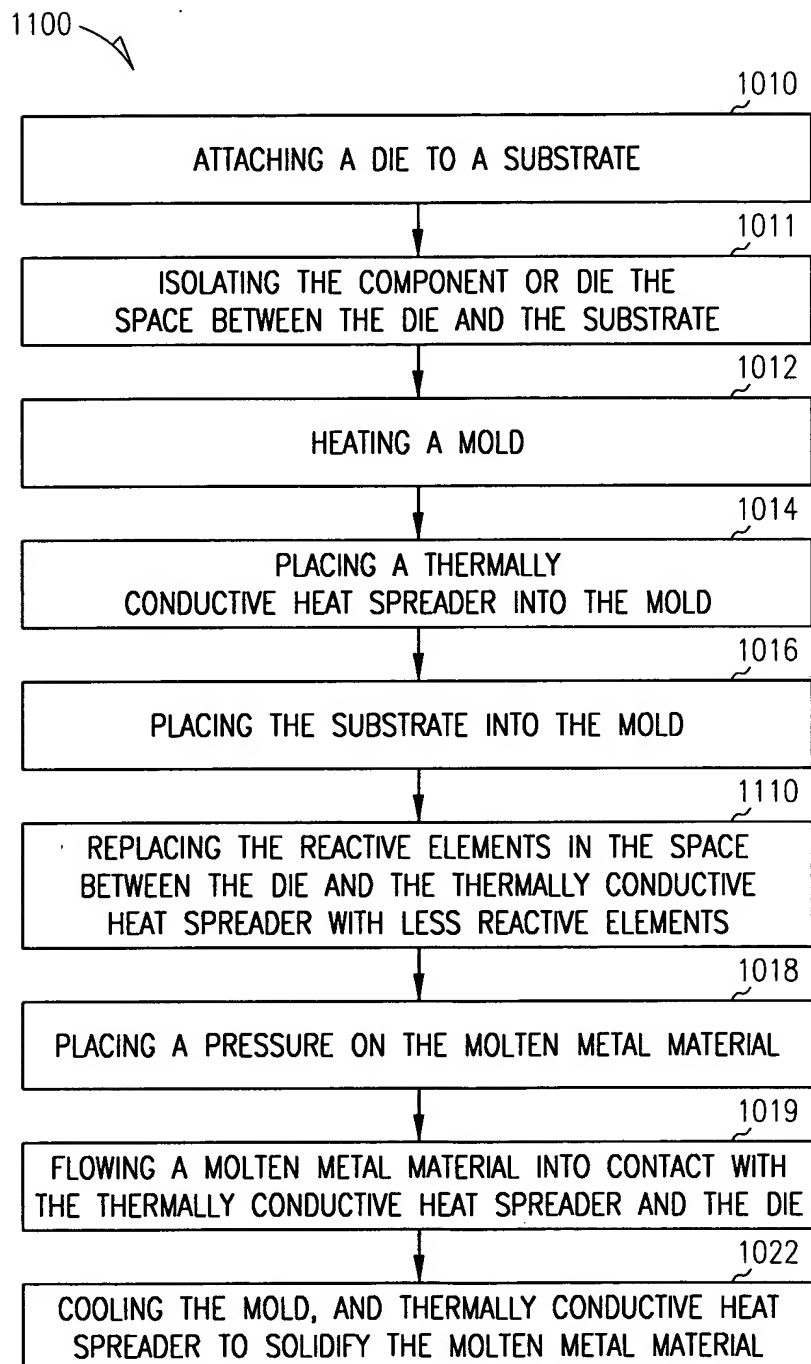 1100
1010
ATTACHING A DIE TO A SUBSTRATE
1011
ISOLATING THE COMPONENT OR DIE THE
SPACE BETWEEN THE DIE AND THE SUBSTRATE
1012
HEATING A MOLD
1014
PLACING A THERMALLY
CONDUCTIVE HEAT SPREADER INTO THE MOLD
1016
PLACING THE SUBSTRATE INTO THE MOLD
1110
REPLACING THE REACTIVE ELEMENTS IN THE SPACE
BETWEEN THE DIE AND THE THERMALLY CONDUCTIVE
HEAT SPREADER WITH LESS REACTIVE ELEMENTS
1018
PLACING A PRESSURE ON THE MOLTEN METAL MATERIAL
1019
FLOWING A MOLTEN METAL MATERIAL INTO CONTACT WITH
THE THERMALLY CONDUCTIVE HEAT SPREADER AND THE DIE
1022
COOLING THE MOLD, AND THERMALLY CONDUCTIVE HEAT
SPREADER TO SOLIDIFY THE MOLTEN METAL MATERIAL